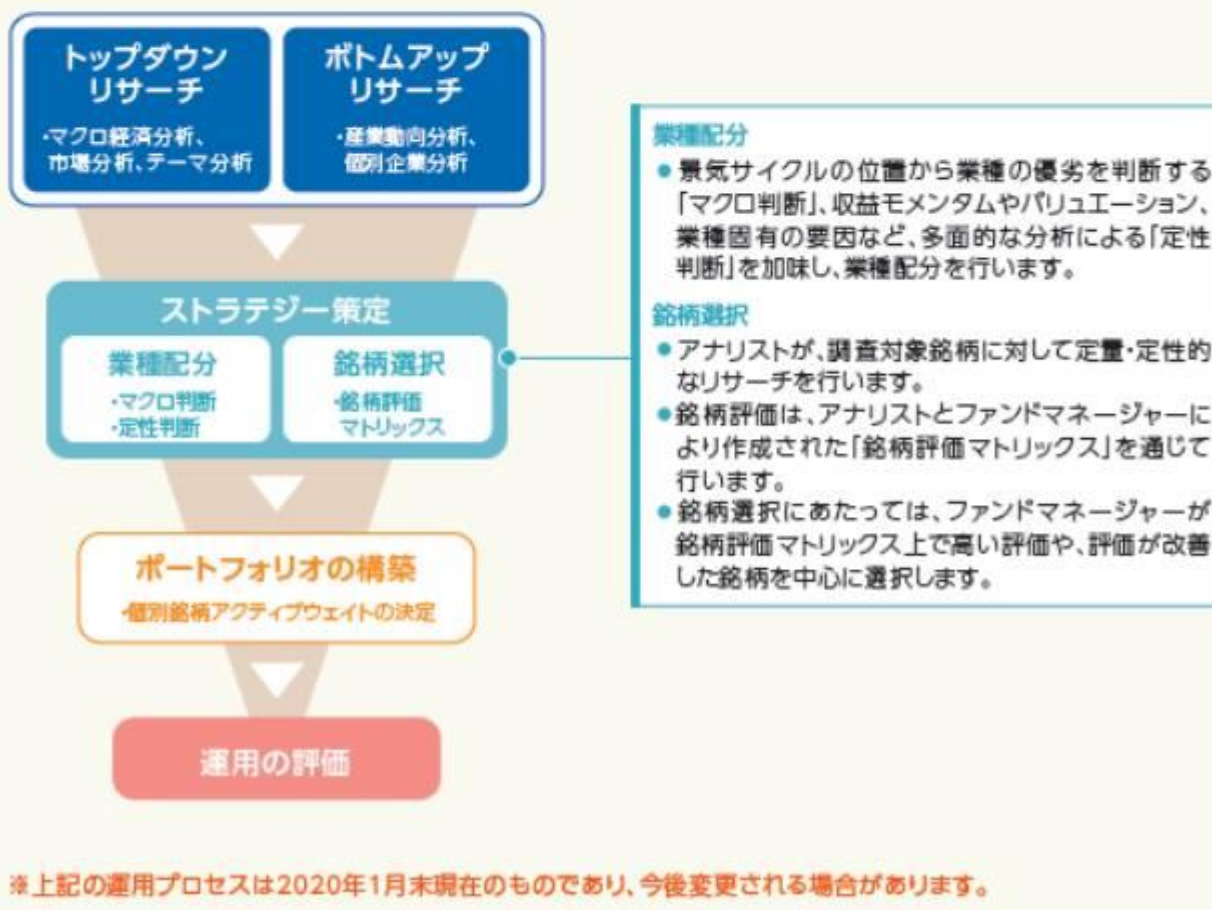 トップダウン
リサーチ
・マクロ経済分析、
市場分析、テーマ分析
ボトムアップ
リサーチ
・産業動向分析、
個別企業分析
ストラテジー策定
業種配分
・マクロ判断
・定性判断
銘柄選択
・銘柄評価
マトリックス
ポートフォリオの構築
・個別銘柄アクティブウェイトの決定
運用の評価
業種配分
●景気サイクルの位置から業種の優劣を判断する
「マクロ判断」、収益モメンタムやバリュエーション、
業種固有の要因など、多面的な分析による「定性
判断」を加味し、業種配分を行います。
銘柄選択
●アナリストが、調査対象銘柄に対して定量・定性的
なリサーチを行います。
●銘柄評価は、アナリストとファンドマネージャーに
より作成された「銘柄評価マトリックス」を通じて
行います。
●銘柄選択にあたっては、ファンドマネージャーが
銘柄評価マトリックス上で高い評価や、評価が改善
した銘柄を中心に選択します。
※上記の運用プロセスは2020年1月末現在のものであり、今後変更される場合があります。